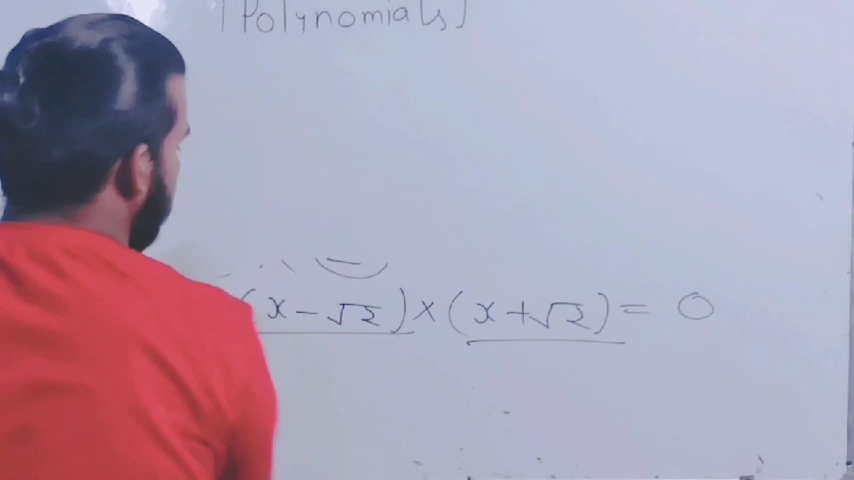 [Polynomials]
(x-√2)×(x+√2)= 0